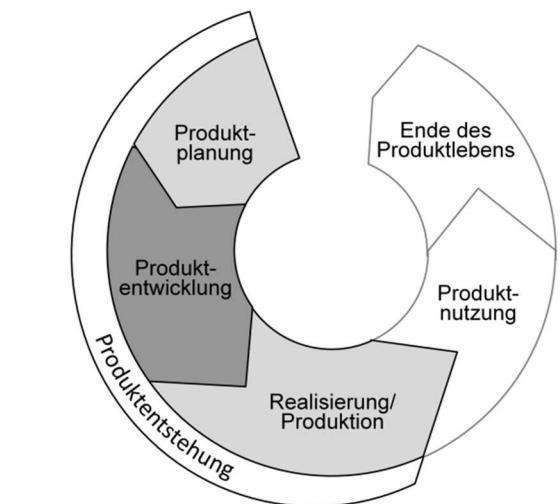 Produkt-
planung
Produkt-
entwicklung
Realisierung/
Produktion
Produkt-
nutzung
Ende des
Produktlebens
Produktentstehung